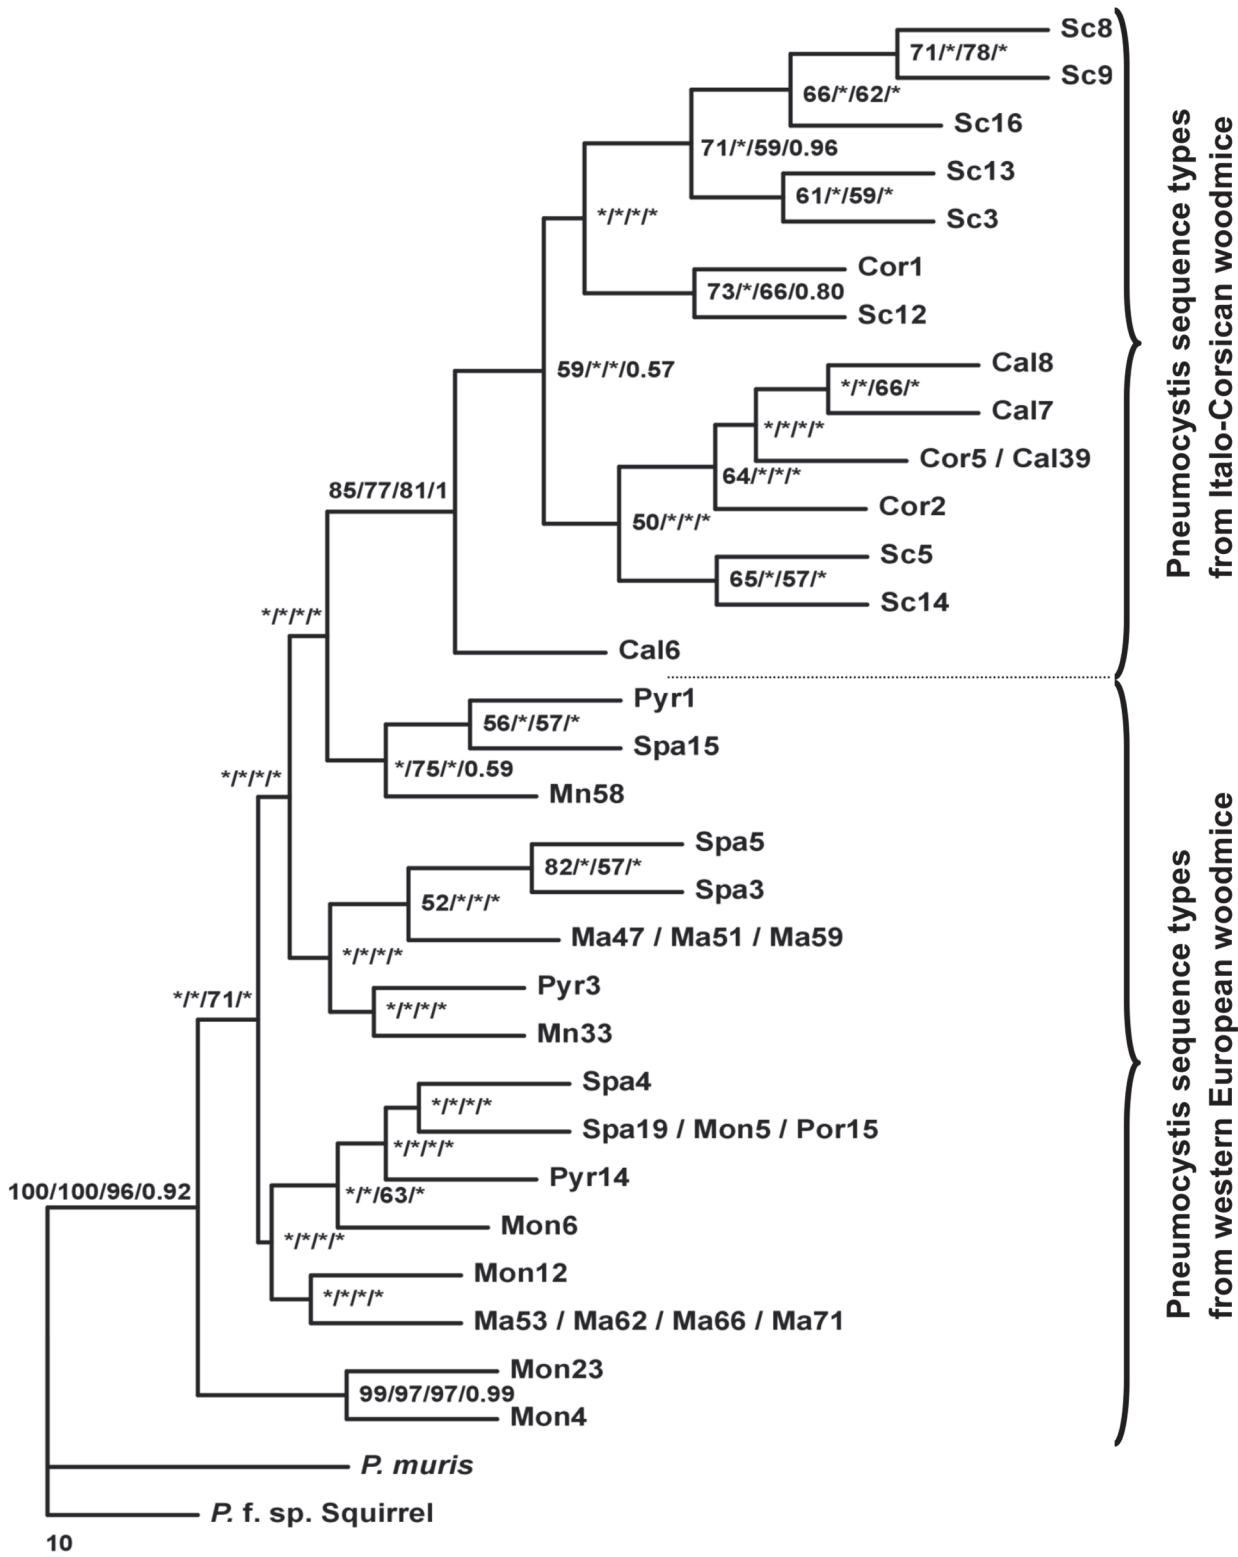 Sc8
71/*/78/*
Sc9
66/*/62/*
Sc16
71/*/59/0.96
Sc13
61/*/59/*
Sc3
*/*/*/*
Cor1
73/*/66/0.80
Sc12
59/*/*/0.57
Cal8
*/*/66/*
Cal7
*/*/*/*
Cor5 / Cal39
64/*/*/*
Cor2
50/*/*/*
Sc5
65/*/57/*
Sc14
85/77/81/1
Cal6
*/*/*/*
Pyr1
56/*/57/*
Spa15
*/75/*/0.59
Mn58
*/*/*/*
Spa5
82/*/57/*
Spa3
52/*/*/*
Ma47 / Ma51 / Ma59
*/*/*/*
Pyr3
*/*/*/*
Mn33
*/*/71/*
Spa4
*/*/*/*
Spa19 / Mon5 / Por15
*/*/*/*
Pyr14
*/*/63/*
Mon6
*/*/*/*
Mon12
*/*/*/*
Ma53 / Ma62 / Ma66 / Ma71
100/100/96/0.92
Mon23
99/97/97/0.99
Mon4
P. muris
P. f. sp. Squirrel
10
Pneumocystis sequence types
from Italo-Corsican woodmice
Pneumocystis sequence types
from western European woodmice